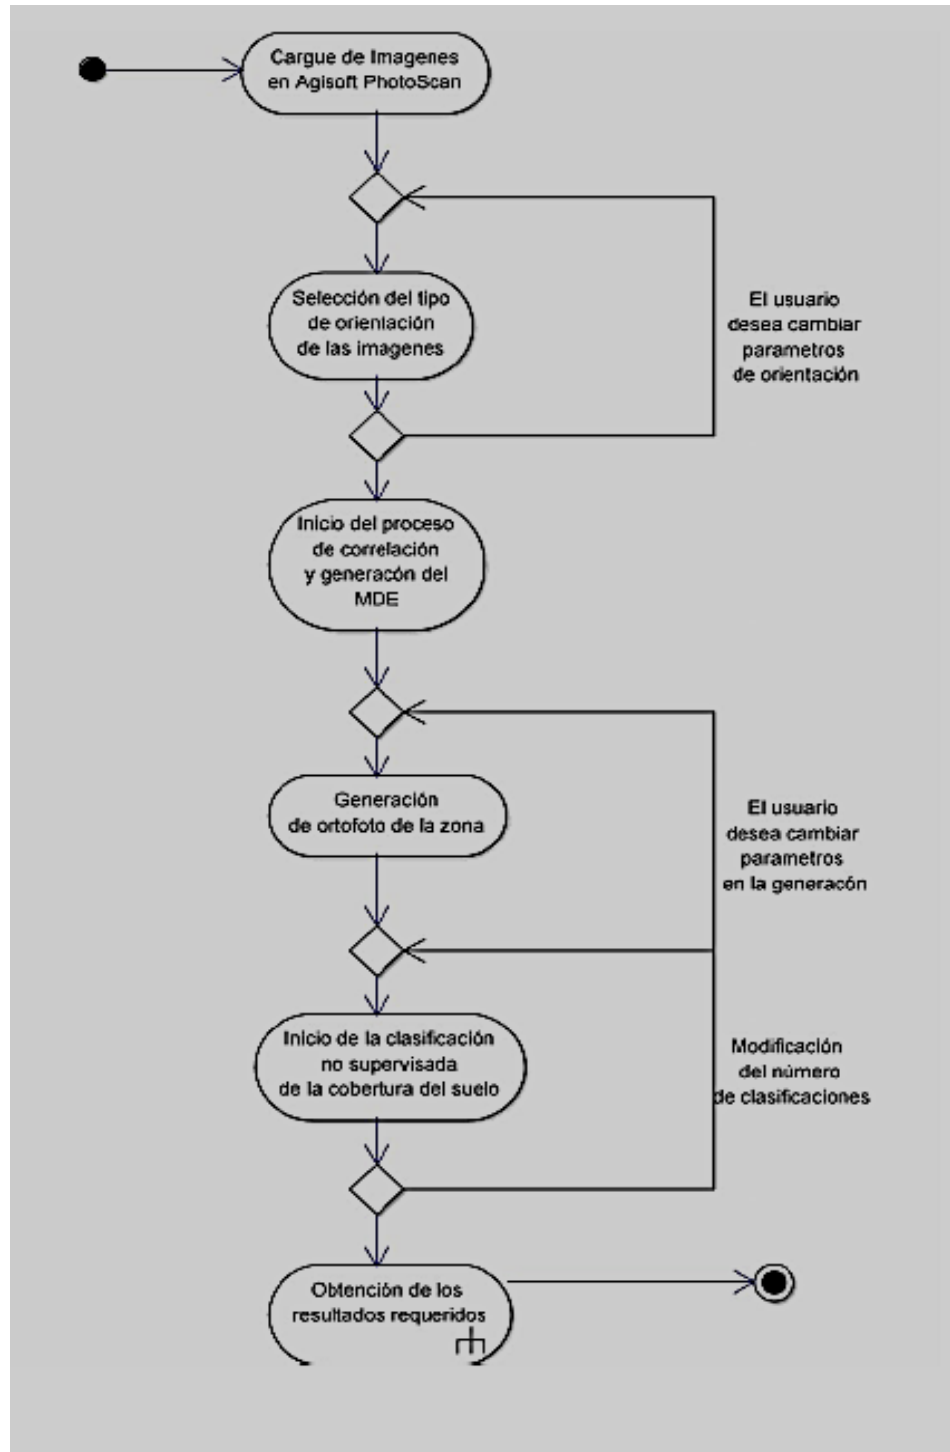 Cargue de Imagenes
en Agisoft PhotoScan
Selección del tipo
de orientación
de las imagenes
El usuario
desea cambiar
parametros
de orientación
Inicio del proceso
de correlación
y generacón del
MDE
Generación
de ortofoto de la zona
El usuario
desea cambiar
parametros
en la generacón
Inicio de la clasificación
no supervisada
de la cobertura del suelo
Modificación
del número
de clasificaciones
Obtención de los
resultados requeridos